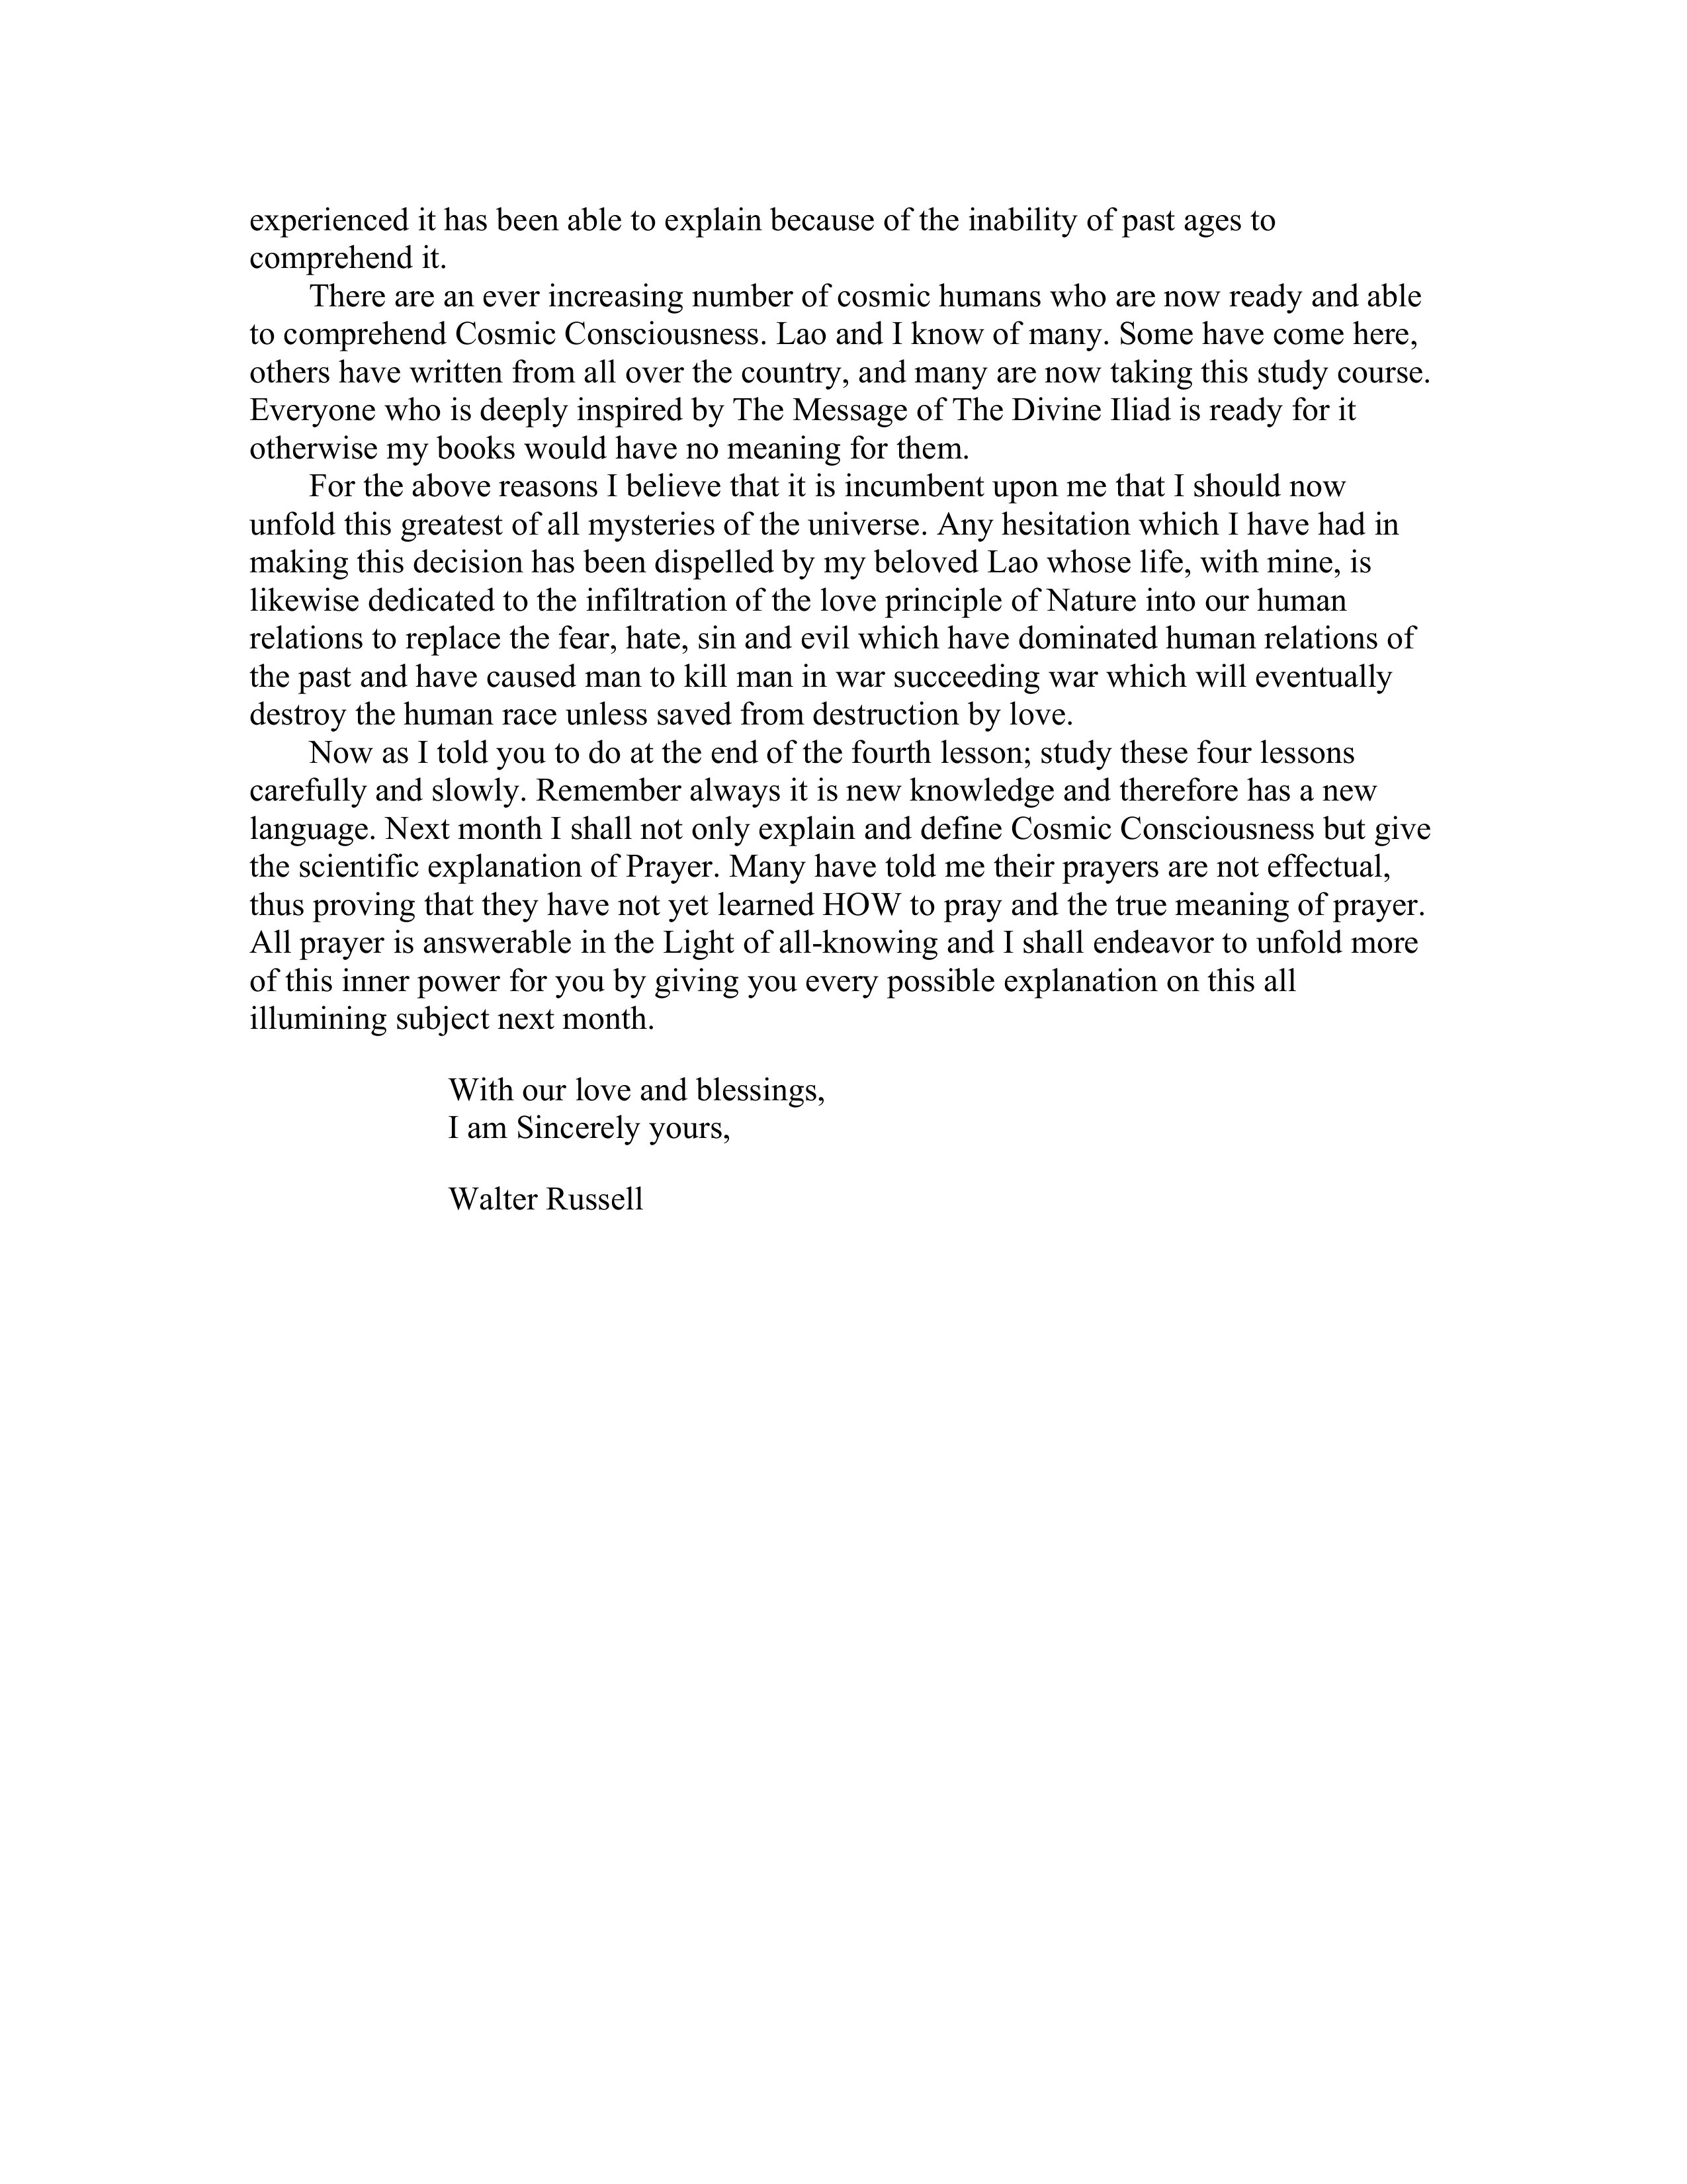 experienced it has been able to explain because of the inability of past ages to
comprehend it.
There are an ever increasing number of cosmic humans who are now ready and able
to comprehend Cosmic Consciousness. Lao and I know of many. Some have come here,
others have written from all over the country, and many are now taking this study course.
Everyone who is deeply inspired by The Message of The Divine Iliad is ready for it
otherwise my books would have no meaning for them.
For the above reasons I believe that it is incumbent upon me that I should now
unfold this greatest of all mysteries of the universe. Any hesitation which I have had in
making this decision has been dispelled by my beloved Lao whose life, with mine, is
likewise dedicated to the infiltration of the love principle of Nature into our human
relations to replace the fear, hate, sin and evil which have dominated human relations of
the past and have caused man to kill man in war succeeding war which will eventually
destroy the human race unless saved from destruction by love.
Now as I told you to do at the end of the fourth lesson; study these four lessons
carefully and slowly. Remember always it is new knowledge and therefore has a new
language. Next month I shall not only explain and define Cosmic Consciousness but give
the scientific explanation of Prayer. Many have told me their prayers are not effectual,
thus proving that they have not yet learned HOW to pray and the true meaning of prayer.
All prayer is answerable in the Light of all-knowing and I shall endeavor to unfold more
of this inner power for you by giving you every possible explanation on this all
illumining subject next month.
With our love and blessings,
I am Sincerely yours,
Walter Russell